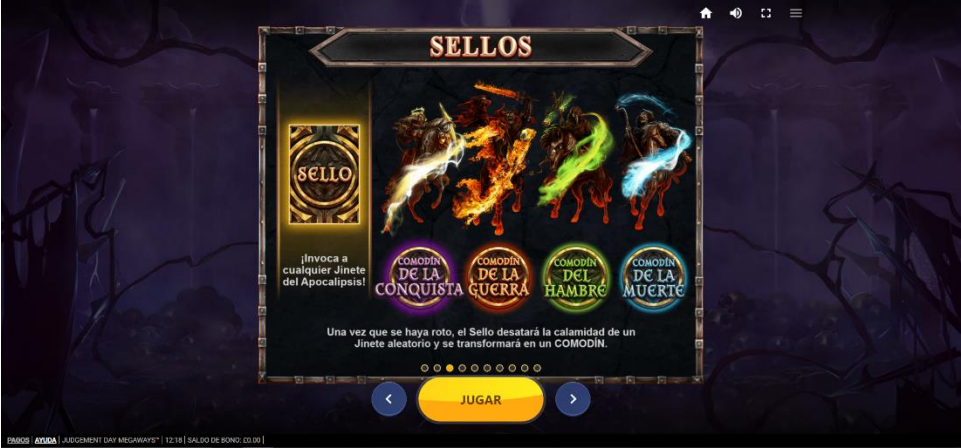 SELLOS
SELLO
¡Invoca a
cualquier Jinete
del Apocalipsis!
COMODÍN
DE LA
CONQUISTA
COMODÍN
DE LA
GUERRA
COMODÍN
DEL
HAMBRE
COMODÍN
DE LA
MUERTE
Una vez que se haya roto, el Sello desatará la calamidad de un
Jinete aleatorio y se transformará en un COMODÍN.
JUGAR
PAGOS | AYUDA | JUDGEMENT DAY MEGAWAYS™ | 12:18 | SALDO DE BONO: £0.00 |